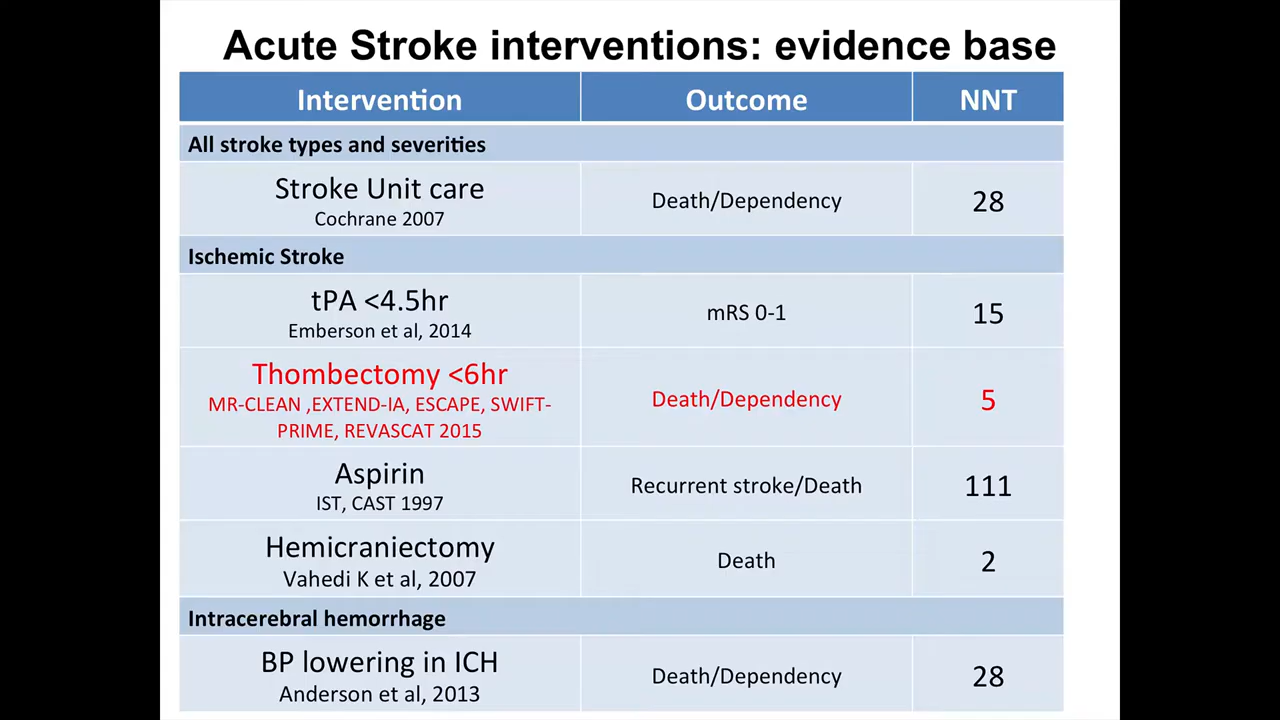 Acute Stroke interventions: evidence base
Intervention Outcome NNT
All stroke types and severities
Stroke Unit care
Cochrane 2007
Death/Dependency
28
Ischemic Stroke
tPA <4.5hr
Emberson et al, 2014
mRS 0-1
15
Thombectomy <6hr
MR-CLEAN ,EXTEND-IA, ESCAPE, SWIFT-
PRIME, REVASCAT 2015
Death/Dependency
5
Aspirin
IST, CAST 1997
Recurrent stroke/Death
111
Hemicraniectomy
Vahedi K et al, 2007
Death
2
Intracerebral hemorrhage
BP lowering in ICH
Anderson et al, 2013
Death/Dependency
28